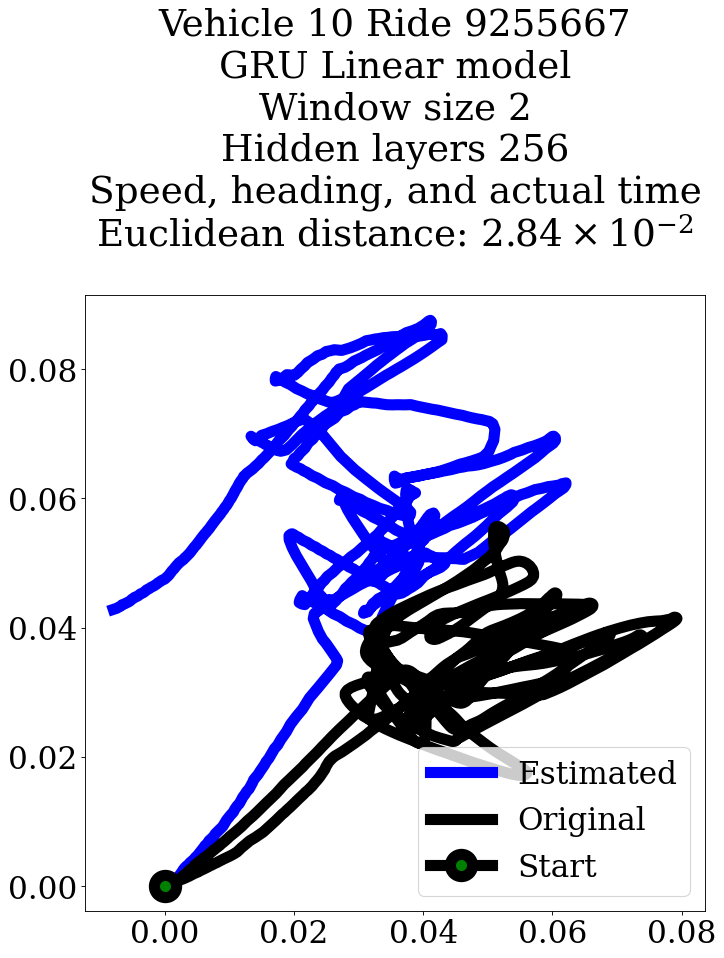 Vehicle 10 Ride 9255667
GRU Linear model
Window size 2
Hidden layers 256
Speed, heading, and actual time
Euclidean distance: 2.84 × 10⁻²
0.08
0.06
0.04
0.02
0.00
Estimated
Original
Start
0.00 0.02 0.04 0.06 0.08